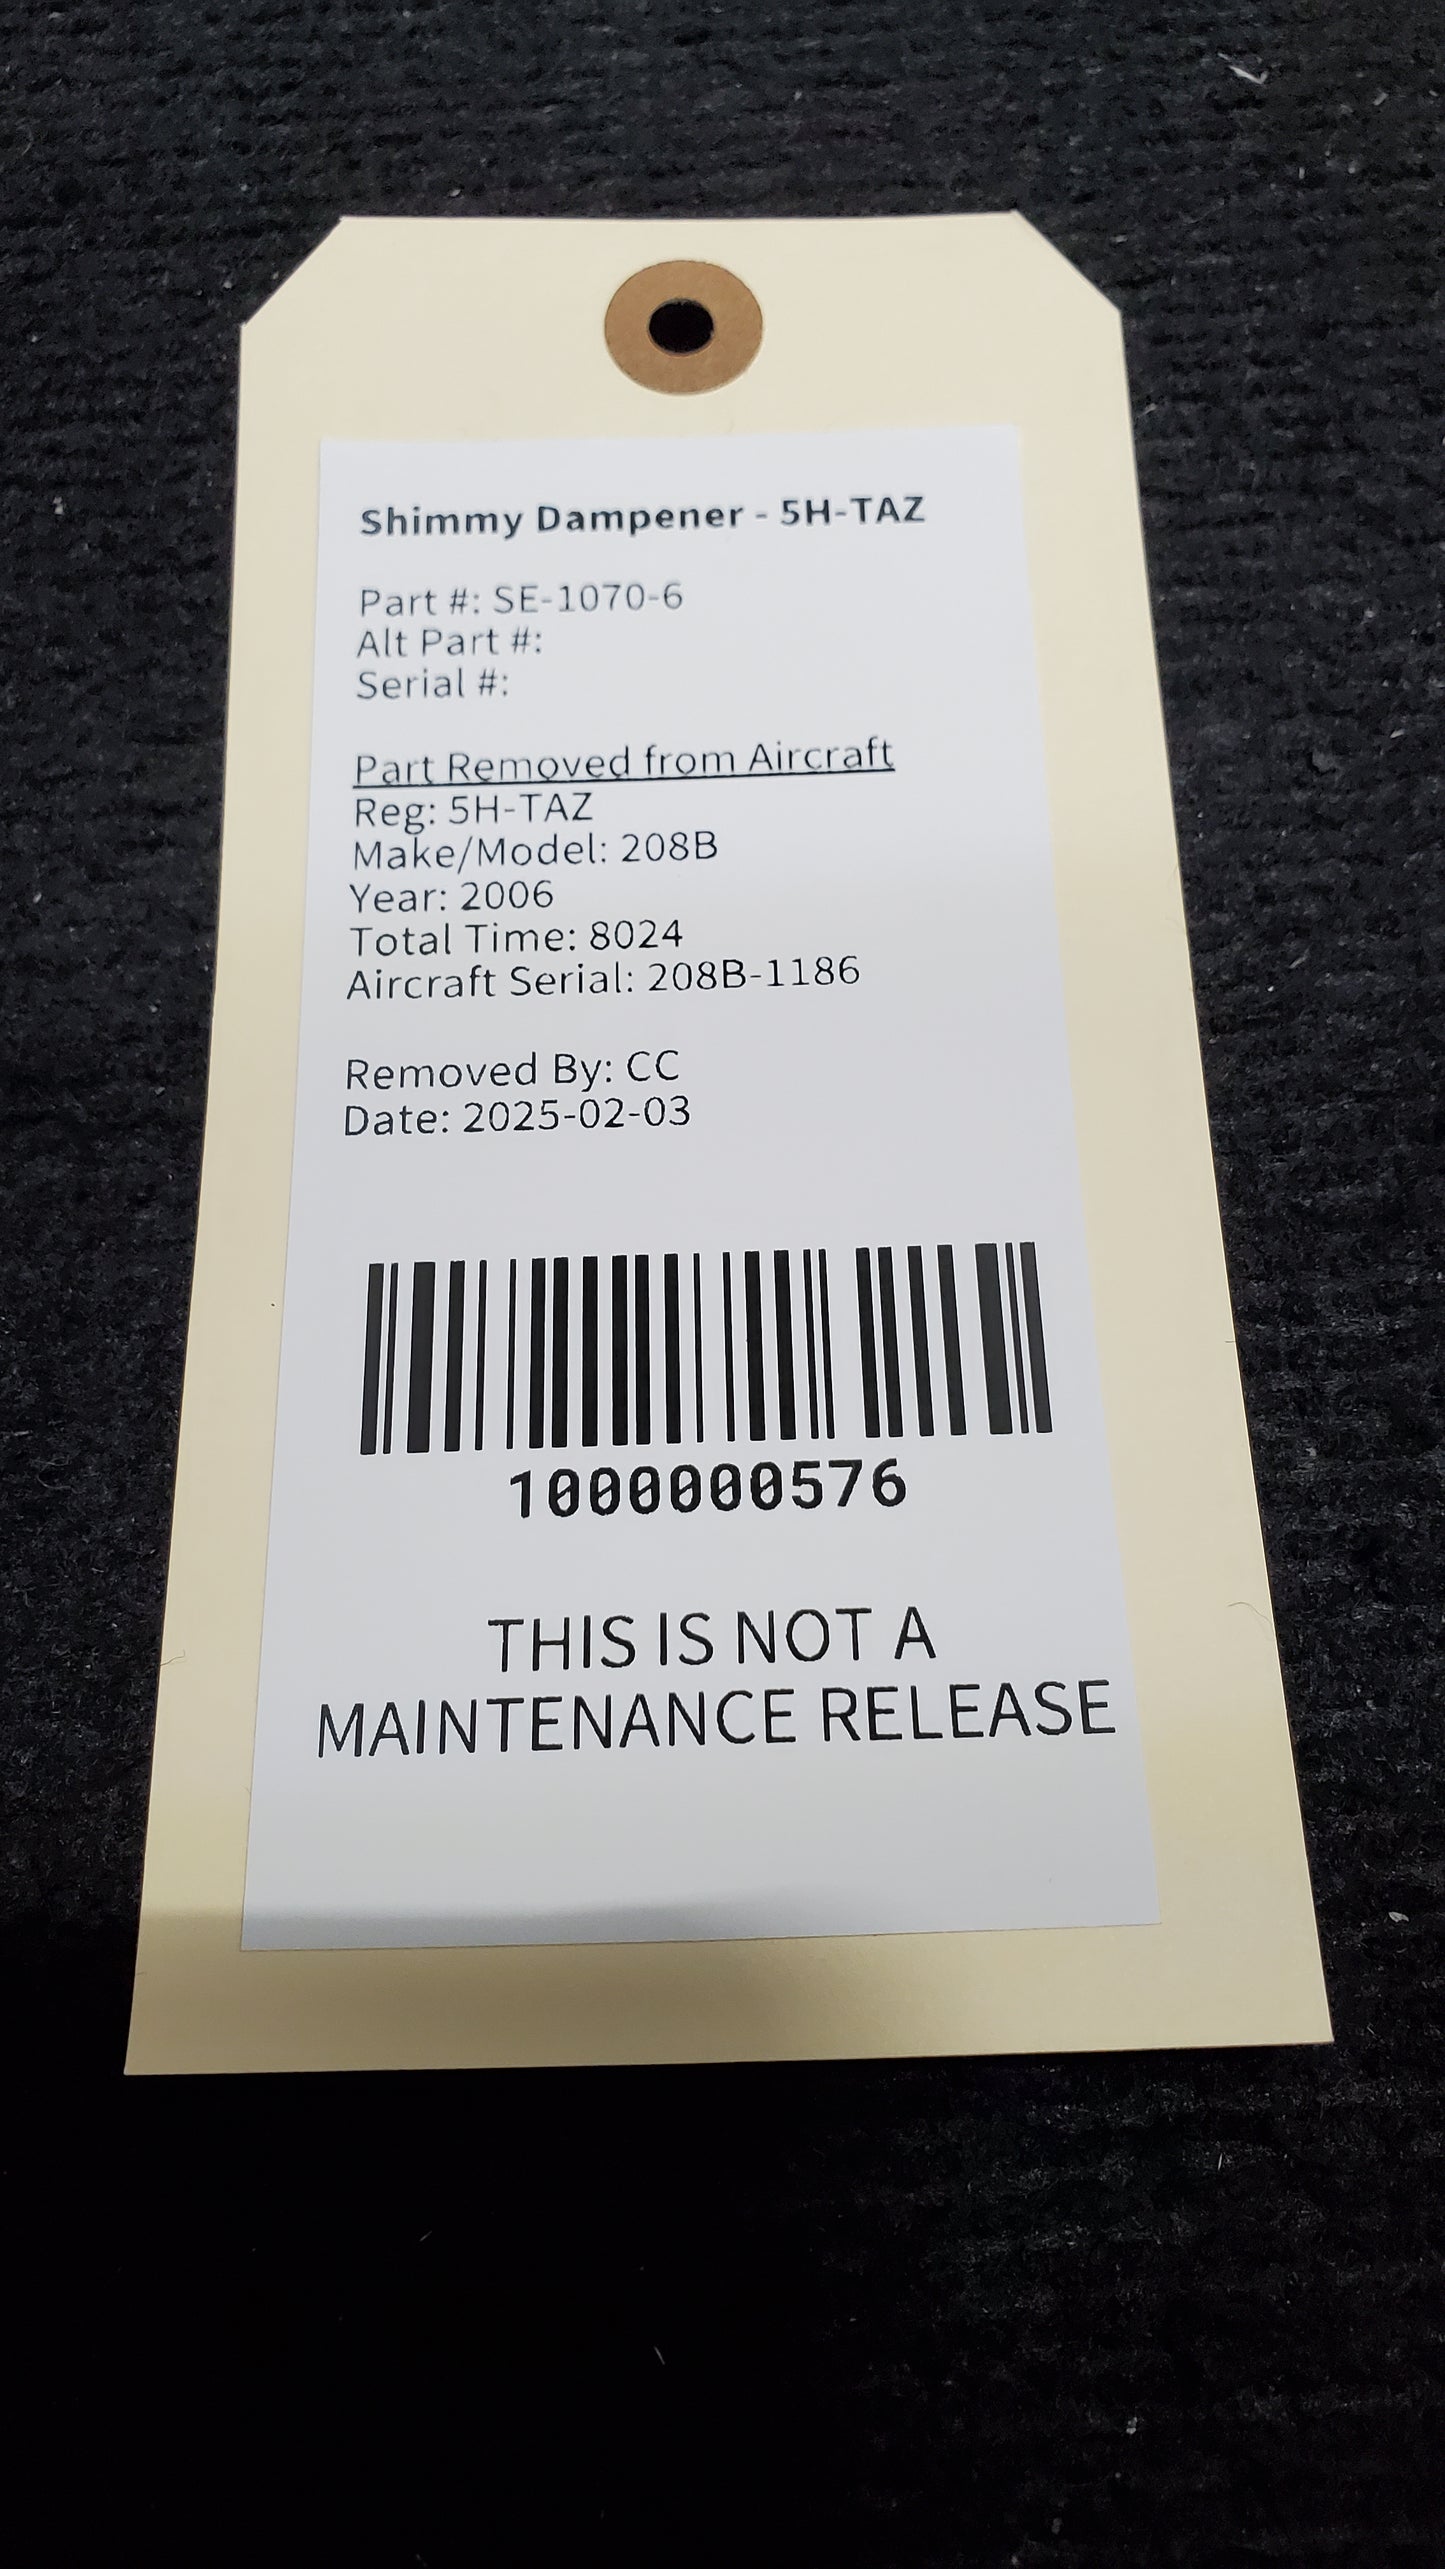 Shimmy Dampener - 5H-TAZ
Part #: SE-1070-6
Alt Part #:
Serial #:
Part Removed from Aircraft
Reg: 5H-TAZ
Make/Model: 208B
Year: 2006
Total Time: 8024
Aircraft Serial: 208B-1186
Removed By: CC
Date: 2025-02-03
1000000576
THIS IS NOT A
MAINTENANCE RELEASE